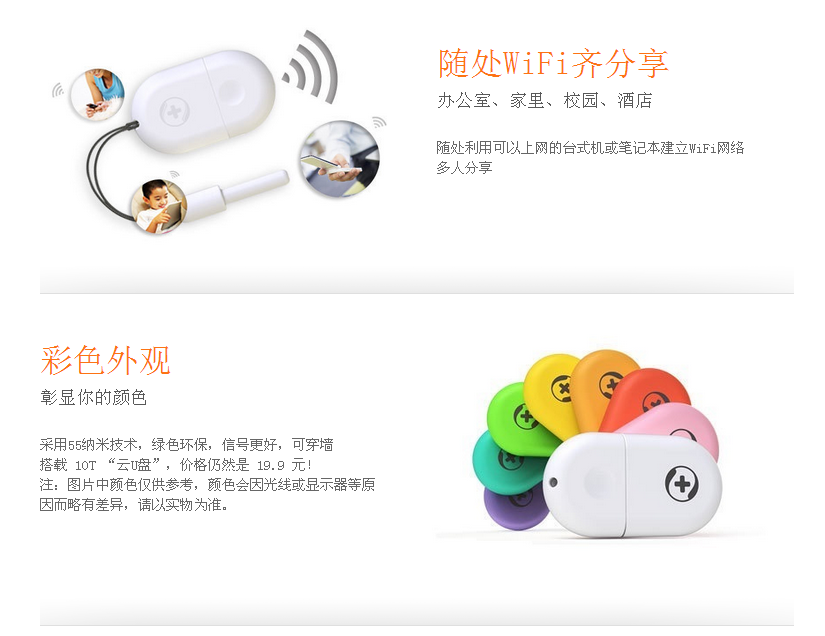 随处WiFi齐分享
办公室、家里、校园、酒店
随处利用可以上网的台式机或笔记本建立WiFi网络
多人分享
彩色外观
彰显你的颜色
采用55纳米技术，绿色环保，信号更好，可穿墙
搭载 10T “云U盘”，价格仍然是 19.9 元！
注：图片中颜色仅供参考，颜色会因光线或显示器等原
因而略有差异，请以实物为准。